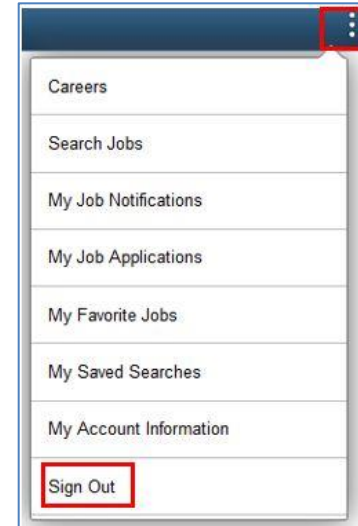 Careers
Search Jobs
My Job Notifications
My Job Applications
My Favorite Jobs
My Saved Searches
My Account Information
Sign Out